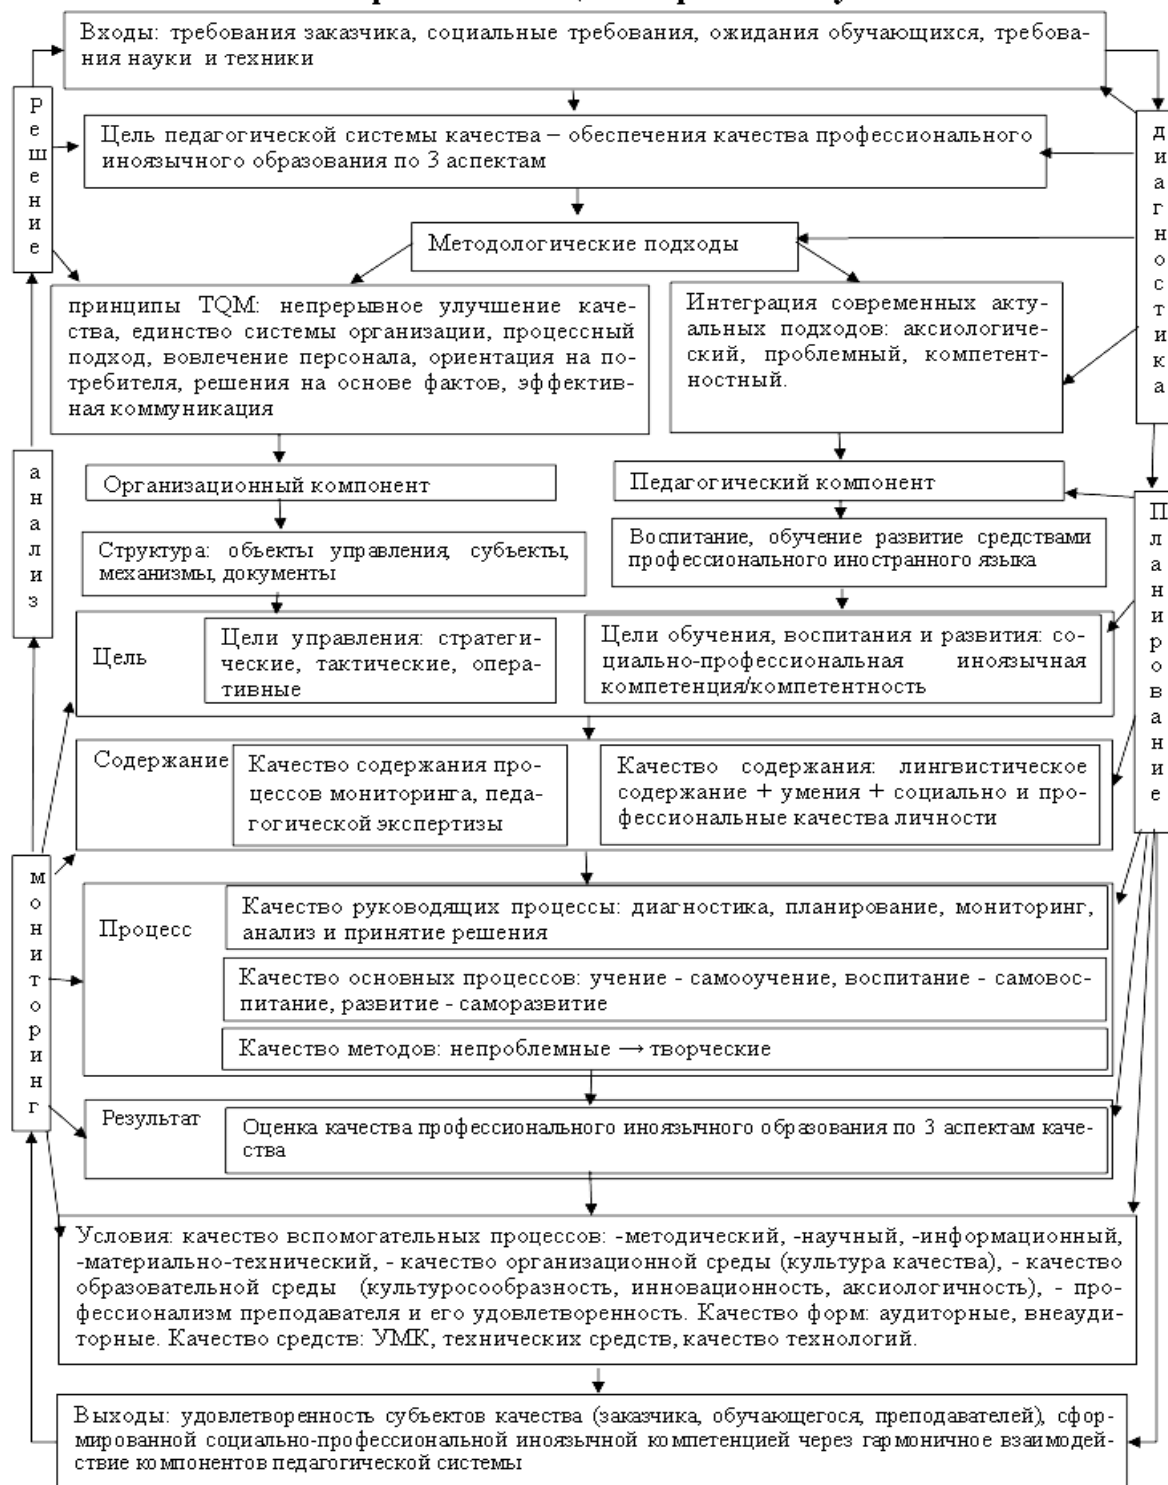 Входы: требования заказчика, социальные требования, ожидания обучающихся, требова-
ния науки и техники
Решение
Цель педагогической системы качества – обеспечения качества профессионального
иноязычного образования по 3 аспектам
диагностика
Методологические подходы
принципы TQM: непрерывное улучшение каче-
ства, единство системы организации, процессный
подход, вовлечение персонала, ориентация на по-
требителя, решения на основе фактов, эффектив-
ная коммуникация
Интеграция современных акту-
альных подходов: аксиологиче-
ский, проблемный, компетент-
ностный.
анализ
Организационный компонент
Педагогический компонент
Планирование
Структура: объекты управления, субъекты,
механизмы, документы
Воспитание, обучение развитие средствами
профессионального иностранного языка
Цель
Цели управления: стратеги-
ческие, тактические, опера-
тивные
Цели обучения, воспитания и развития: со-
циально-профессиональная иноязычная
компетенция/компетентность
Содержание
Качество содержания про-
цессов мониторинга, педа-
гогической экспертизы
Качество содержания: лингвистическое
содержание + умения + социально и про-
фессиональные качества личности
мониторинг
Процесс
Качество руководящих процессы: диагностика, планирование, мониторинг,
анализ и принятие решения
Качество основных процессов: учение - самооучение, воспитание - самовос-
питание, развитие - саморазвитие
Качество методов: непроблемные → творческие
Результат
Оценка качества профессионального иноязычного образования по 3 аспектам каче-
ства
Условия: качество вспомогательных процессов: -методический, -научный, -информационный,
-материально-технический, - качество организационной среды (культура качества), - качество
образовательной среды (культуросообразность, инновационность, аксиологичность), - про-
фессионализм преподавателя и его удовлетворенность. Качество форм: аудиторные, внеауди-
торные. Качество средств: УМК, технических средств, качество технологий.
Выходы: удовлетворенность субъектов качества (заказчика, обучающегося, преподавателей), сфор-
мированной социально-профессиональной иноязычной компетенцией через гармоничное взаимодей-
ствие компонентов педагогической системы